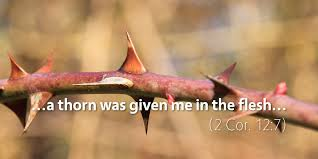 …a thorn was given me in the flesh…
(2 Cor. 12:7)